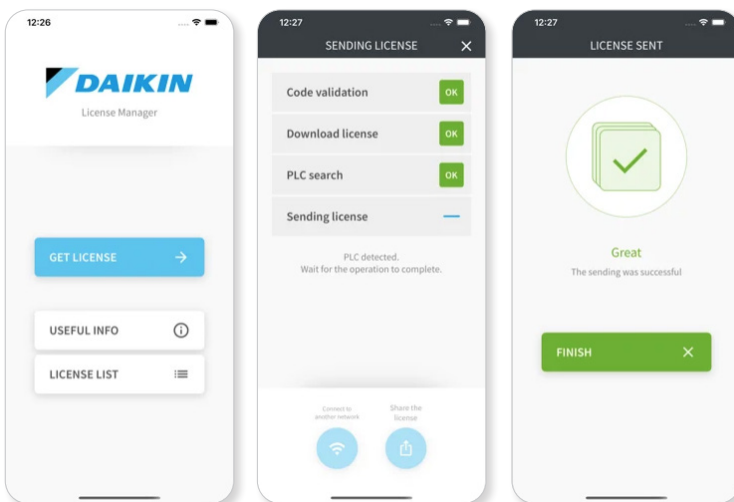 12:26
DAIKIN
License Manager
GET LICENSE
USEFUL INFO
LICENSE LIST
12:27
SENDING LICENSE
Code validation
OK
Download license
OK
PLC search
OK
Sending license
PLC detected.
Wait for the operation to complete.
Connect to
another network
Share the
license
12:27
LICENSE SENT
Great
The sending was successful
FINISH